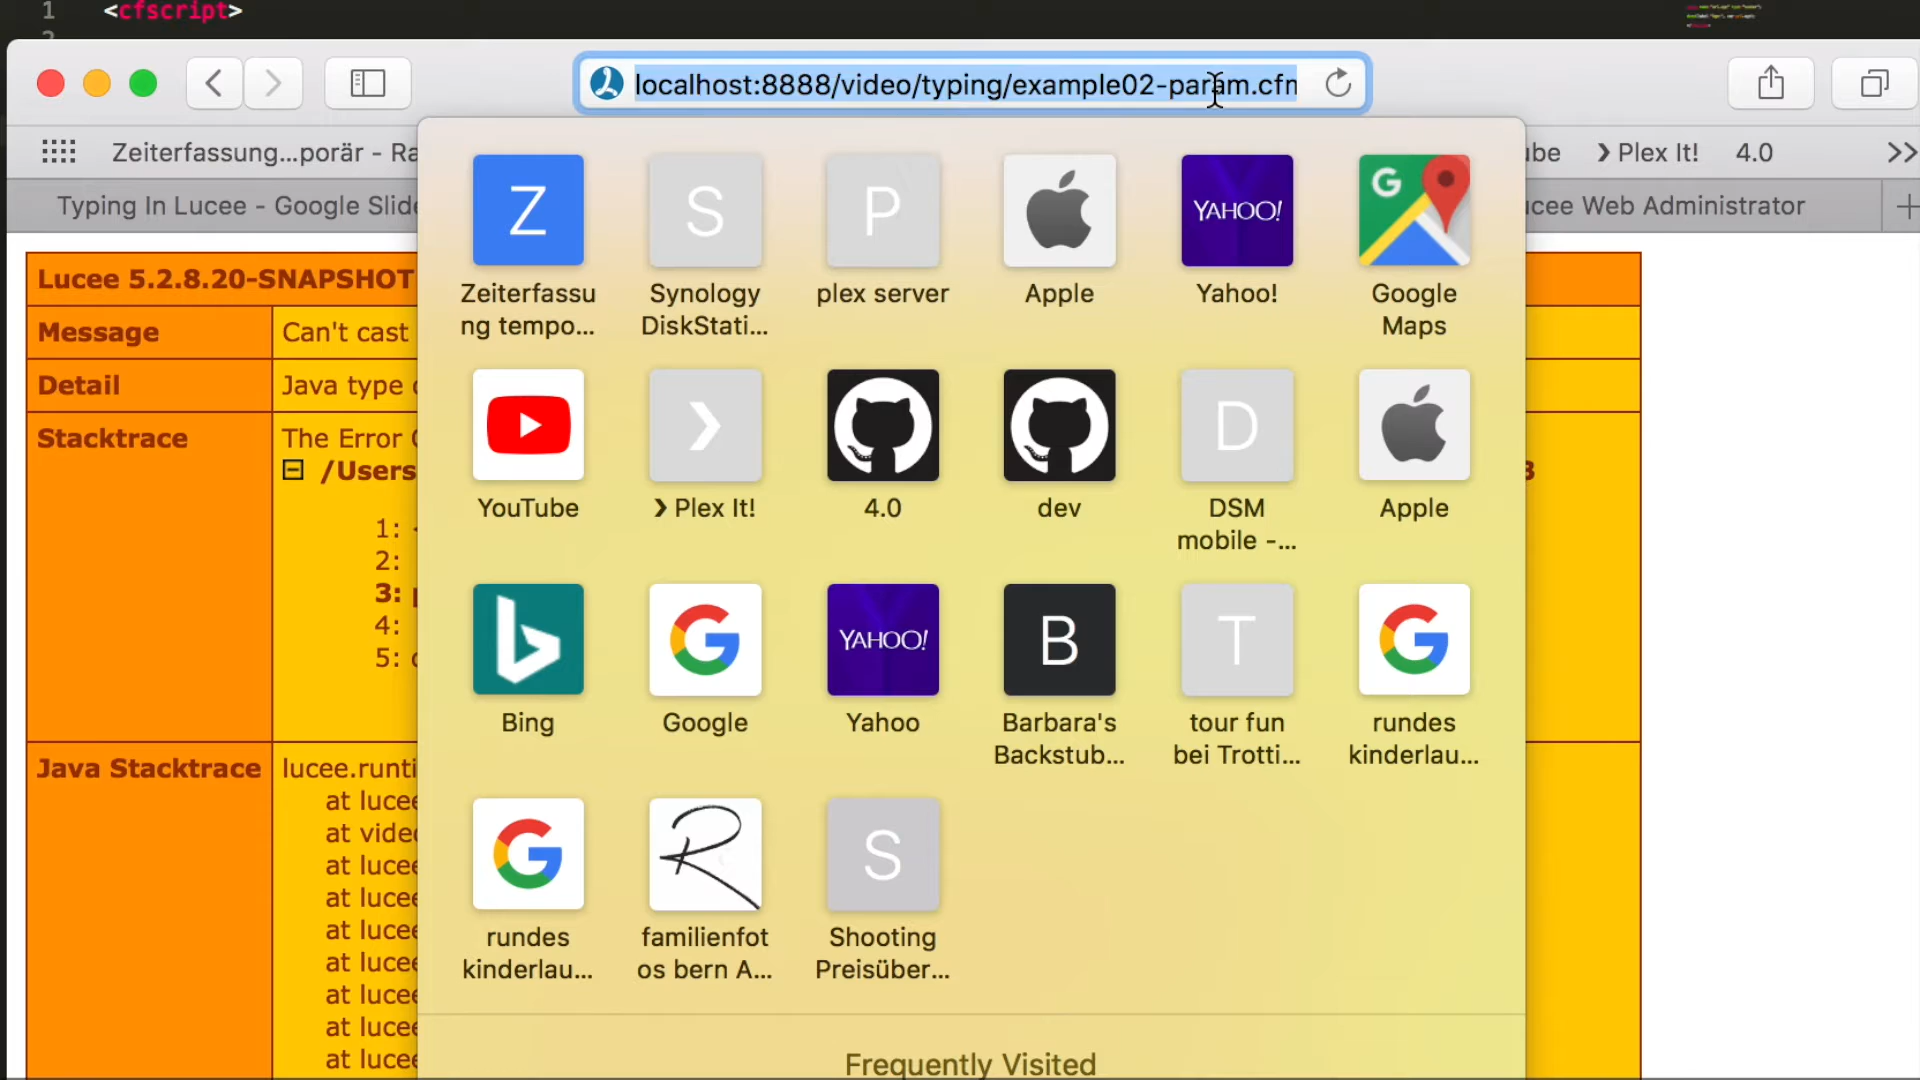 1 <cfscript>
2
localhost:8888/video/typing/example02-param.cfm
Zeiterfassung...porär - Ra
ube
❯ Plex It!
4.0
>>
Typing In Lucee - Google Slide
ucee Web Administrator
Lucee 5.2.8.20-SNAPSHOT
Message
Can't cast
Detail
Java type
Stacktrace
The Error
/Users
1:
2:
3:
4:
5:
Java Stacktrace
lucee.runti
at lucee
at video
at lucee
at lucee
at lucee
at lucee
at lucee
at lucee
at lucee
Z
S
P
YAHOO!
G
Zeiterfassu
ng tempo...
Synology
DiskStati...
plex server
Apple
Yahoo!
Google
Maps
❯
D
YouTube
❯ Plex It!
4.0
dev
DSM
mobile -...
Apple
b
G
YAHOO!
B
T
G
Bing
Google
Yahoo
Barbara's
Backstub...
tour fun
bei Trotti...
rundes
kinderlau...
G
R
S
rundes
kinderlau...
familienfot
os bern A...
Shooting
Preisüber...
Frequently Visited